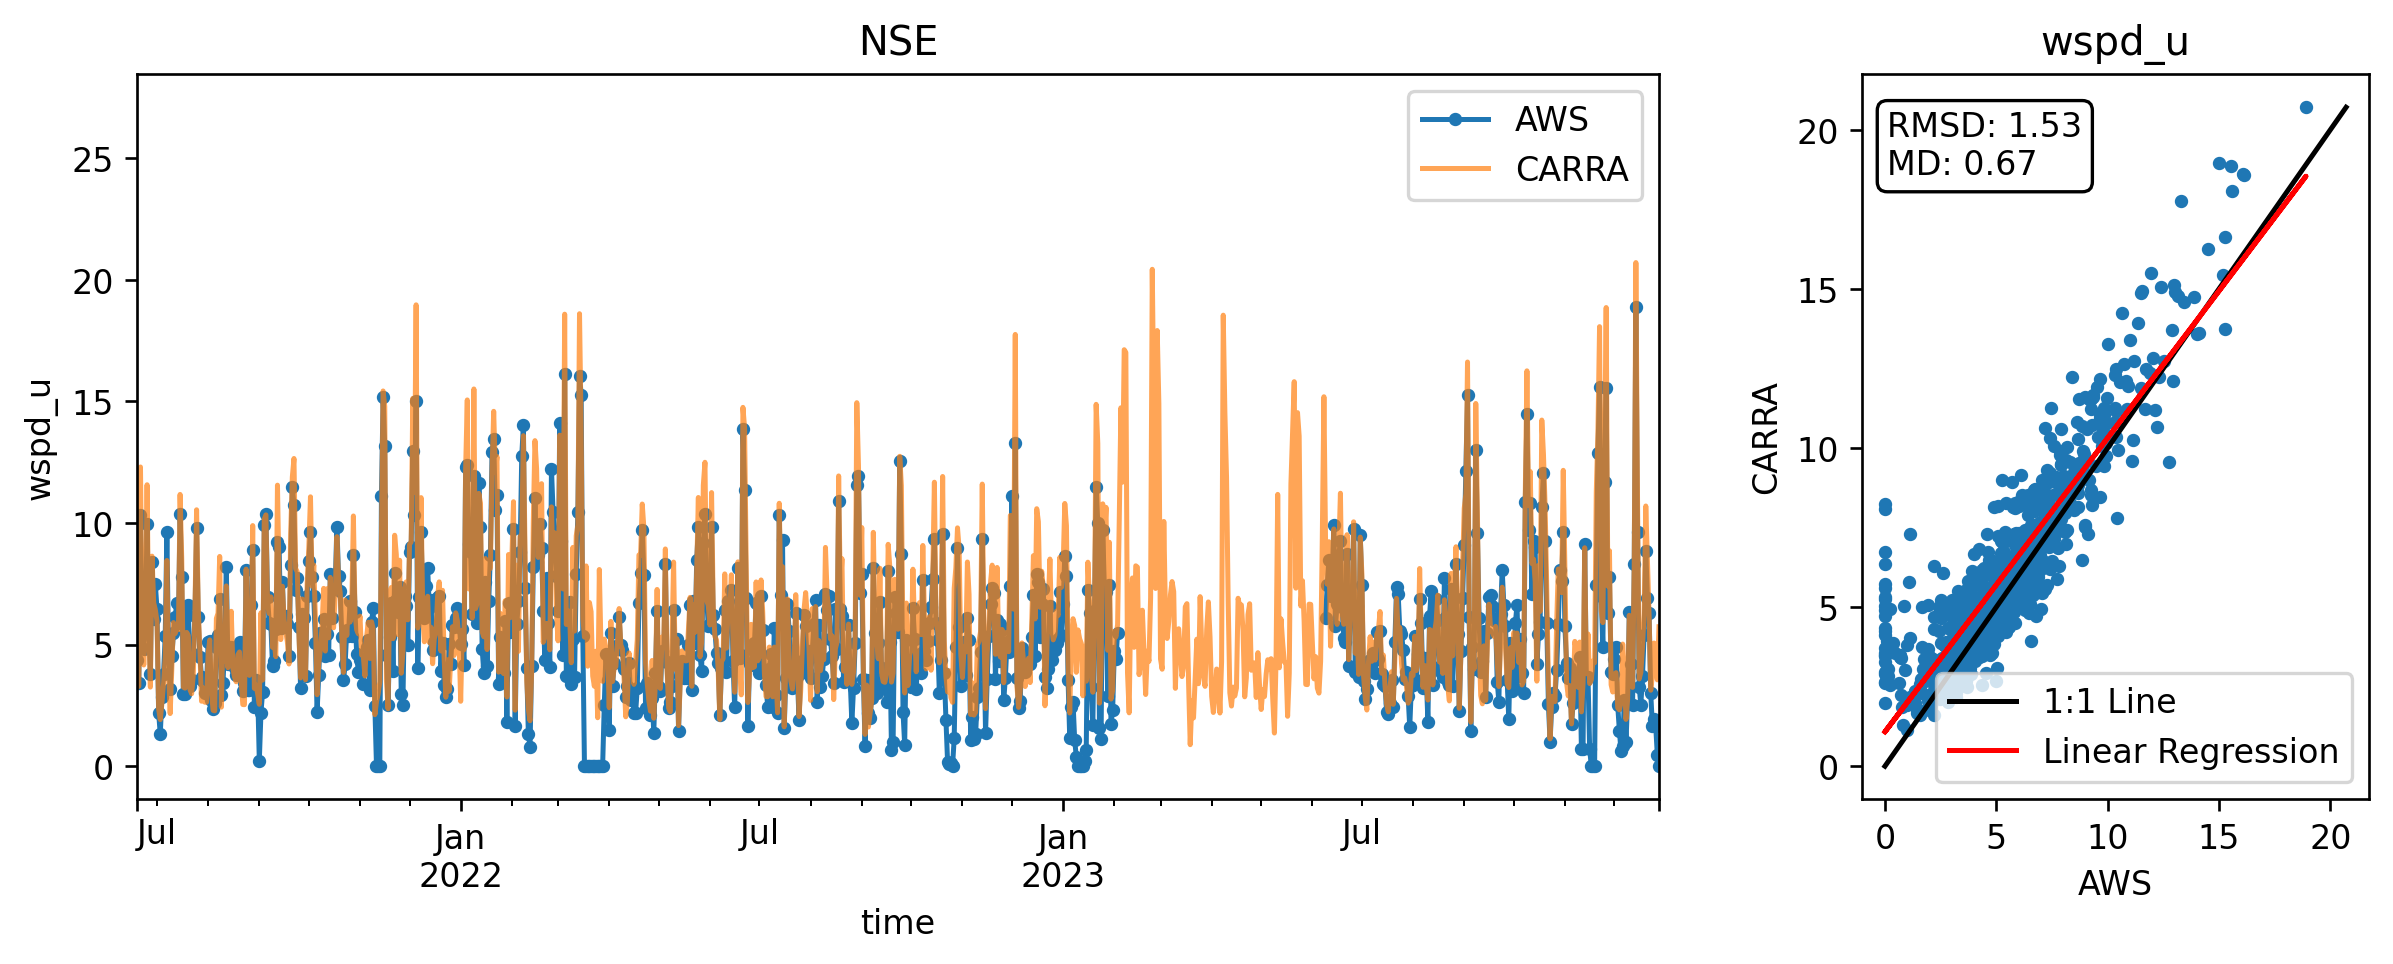 NSE
wspd_u
25
20
15
10
5
0
AWS
CARRA
Jul
Jan
2022
Jul
Jan
2023
Jul
time
wspd_u
CARRA
20
15
10
5
0
RMSD: 1.53
MD: 0.67
1:1 Line
Linear Regression
0 5 10 15 20
AWS